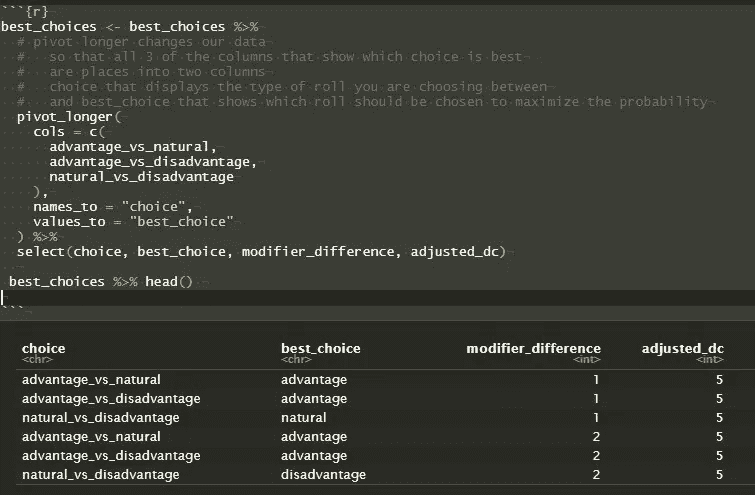 ```{r}
best_choices <- best_choices %>%
# pivot longer changes our data
#   so that all 3 of the columns that show which choice is best
#   are places into two columns
#   choice that displays the type of roll you are choosing between
#   and best_choice that shows which roll should be chosen to maximize the probability
pivot_longer(
cols = c(
advantage_vs_natural,
advantage_vs_disadvantage,
natural_vs_disadvantage
),
names_to = "choice",
values_to = "best_choice"
) %>%
select(choice, best_choice, modifier_difference, adjusted_dc)
best_choices %>% head()
```
choice best_choice modifier_difference adjusted_dc
<chr> <chr> <int> <int>
advantage_vs_natural advantage 1 5
advantage_vs_disadvantage advantage 1 5
natural_vs_disadvantage natural 1 5
advantage_vs_natural advantage 2 5
advantage_vs_disadvantage advantage 2 5
natural_vs_disadvantage disadvantage 2 5